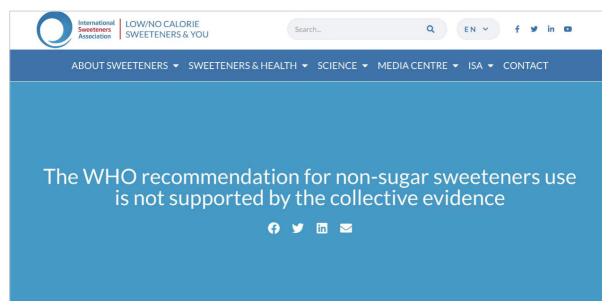 International
Sweeteners
Association
LOW/NO CALORIE
SWEETENERS & YOU
Search...
EN
ABOUT SWEETENERS SWEETENERS & HEALTH SCIENCE MEDIA CENTRE ISA CONTACT
The WHO recommendation for non-sugar sweeteners use
is not supported by the collective evidence